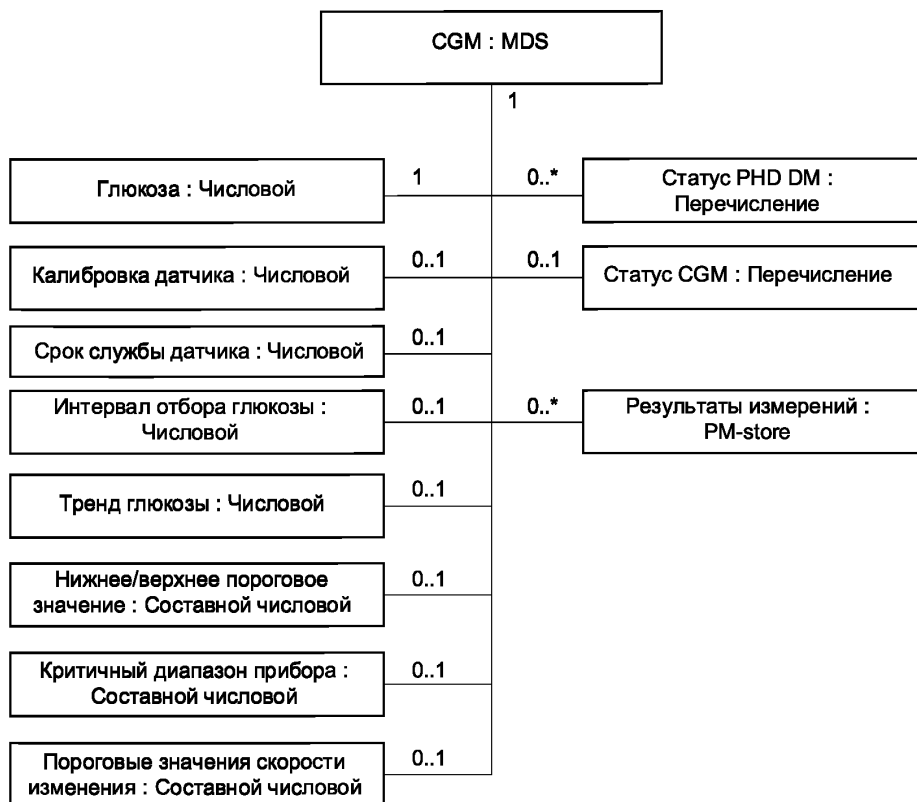 CGM : MDS
1
Глюкоза : Числовой
1
0..*
Статус PHD DM :
Перечисление
Калибровка датчика : Числовой
0..1
0..1
Статус CGM : Перечисление
Срок службы датчика : Числовой
0..1
Интервал отбора глюкозы :
Числовой
0..1
0..*
Результаты измерений :
PM-store
Тренд глюкозы : Числовой
0..1
Нижнее/верхнее пороговое
значение : Составной числовой
0..1
Критичный диапазон прибора :
Составной числовой
0..1
Пороговые значения скорости
изменения : Составной числовой
0..1